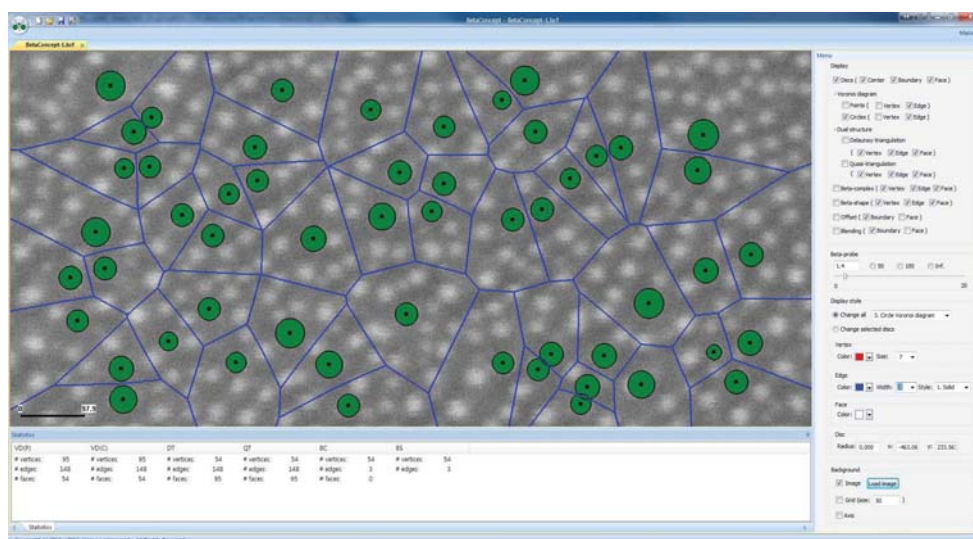 BetaConcept - BetaConcept-1.bcf
BetaConcept-1.bcf
Menu
Display
Discs ( Center Boundary Face )
Voronoi diagram
Points ( Vertex Edge )
Circles ( Vertex Edge )
Dual structure
Delaunay triangulation
( Vertex Edge Face )
Quasi-triangulation
( Vertex Edge Face )
Beta-complex ( Vertex Edge Face )
Beta-shape ( Vertex Edge Face )
Offset ( Boundary Face )
Blending ( Boundary Face )
Beta-probe
1.4 50 100 Inf.
0 20
Display style
Change all 3. Circle Voronoi diagram
Change selected discs
Vertex
Color: Size: 7
Edge
Color: Width: Style: 1. Solid
Face
Color:
Disc
Radius: 0.000 X: -463.06 Y: 235.56
Background
Image Load image
Grid (size: 50 )
Axis
0 57.5
Statistics
VD(P) VD(C) DT QT BC BS
# vertices: 95 # vertices: 95 # vertices: 54 # vertices: 54 # vertices: 54 # vertices: 54
# edges: 148 # edges: 148 # edges: 148 # edges: 148 # edges: 3 # edges: 3
# faces: 54 # faces: 54 # faces: 95 # faces: 95 # faces: 0
Statistics